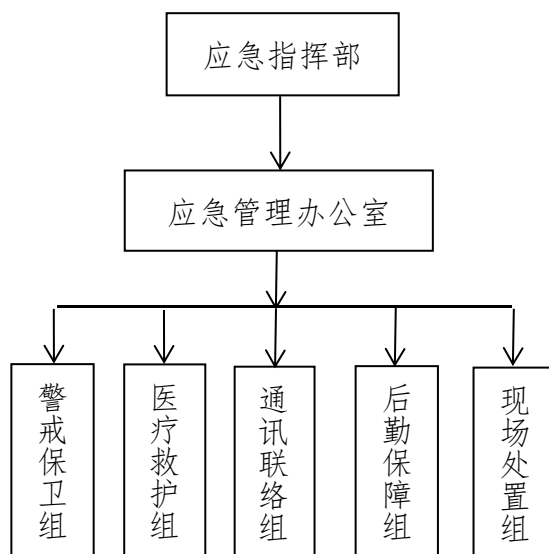 应急指挥部
应急管理办公室
警戒保卫组
医疗救护组
通讯联络组
后勤保障组
现场处置组